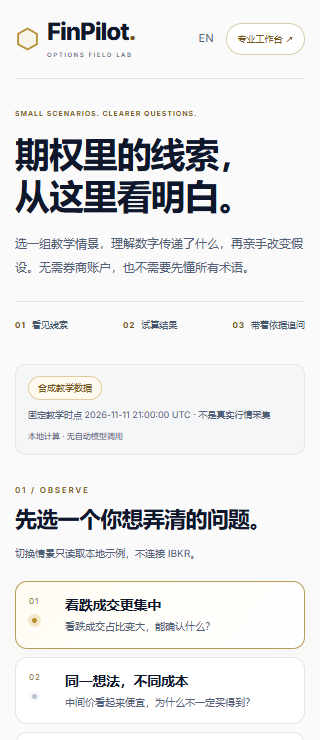 FinPilot.
OPTIONS FIELD LAB
EN
专业工作台 ↗
SMALL SCENARIOS. CLEARER QUESTIONS.
期权里的线索，
从这里看明白。
选一组教学情景，理解数字传递了什么，再亲手改变假
设。无需券商账户，也不需要先懂所有术语。
01 看见线索
02 试算结果
03 带着依据追问
合成教学数据
固定教学时点 2026-11-11 21:00:00 UTC · 不是真实行情采集
本地计算 · 无自动模型调用
01 / OBSERVE
先选一个你想弄清的问题。
切换情景只读取本地示例，不连接 IBKR。
01
看跌成交更集中
看跌成交占比变大，能确认什么？
02
同一想法，不同成本
中间价看起来便宜，为什么不一定买得到？